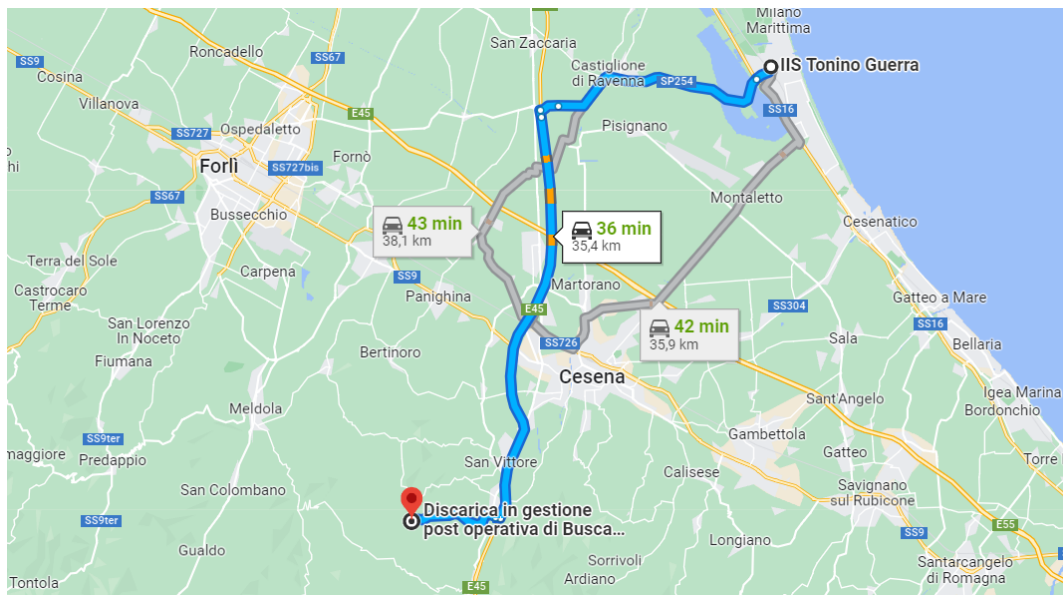 Milano
Marittima
San Zaccaria
Roncadello
SS67
SS9
Cosina
Castiglione
di Ravenna
IIS Tonino Guerra
SP254
Villanova
E45
SS16
Ospedaletto
SS727
Pisignano
Forlì
SS727bis
Fornò
SS67
Montaletto
Bussecchio
43 min
38,1 km
36 min
35,4 km
Cesenatico
Terra del Sole
Carpena
SS9
Castrocaro
Terme
Panighina
Martorano
Gatteo a Mare
E45
SS304
San Lorenzo
In Noceto
42 min
35,9 km
SS16
Fiumana
Bertinoro
SS726
Sala
Bellaria
Cesena
Igea Marina
Meldola
Sant'Angelo
Bordonchio
SS9ter
Gambettola
maggiore
Predappio
San Vittore
Gatteo
Torre
Calisese
San Colombano
Savignano
sul Rubicone
Discarica in gestione
post operativa di Busca...
SS9ter
E55
SS9
Gualdo
Longiano
Sorrivoli
Santarcangelo
di Romagna
Tontola
Ardiano
E45